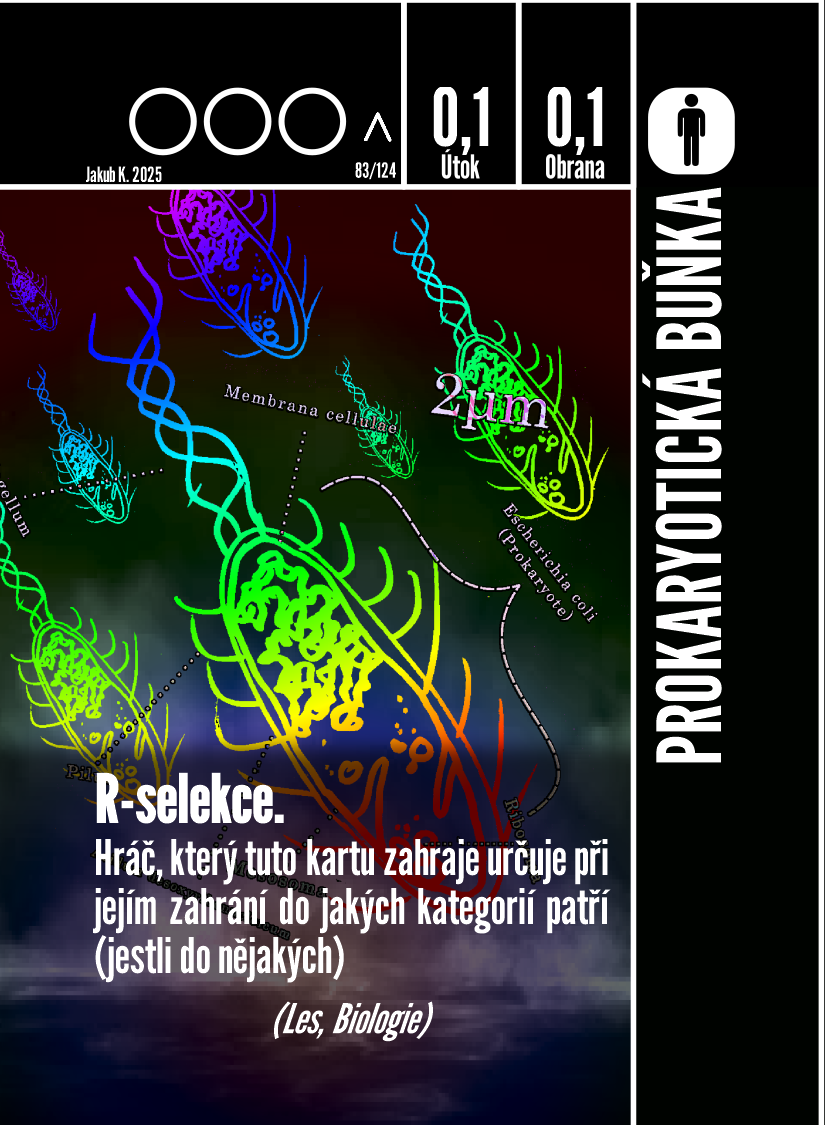 0,1
Útok
0,1
Obrana
Jakub K. 2025
83/124
PROKARYOTICKÁ BUŇKA
Membrana cellulae
2µm
Escherichia coli
(Prokaryote)
R-selekce.
Hráč, který tuto kartu zahraje určuje při
jejím zahrání do jakých kategorií patří
(jestli do nějakých)
(Les, Biologie)